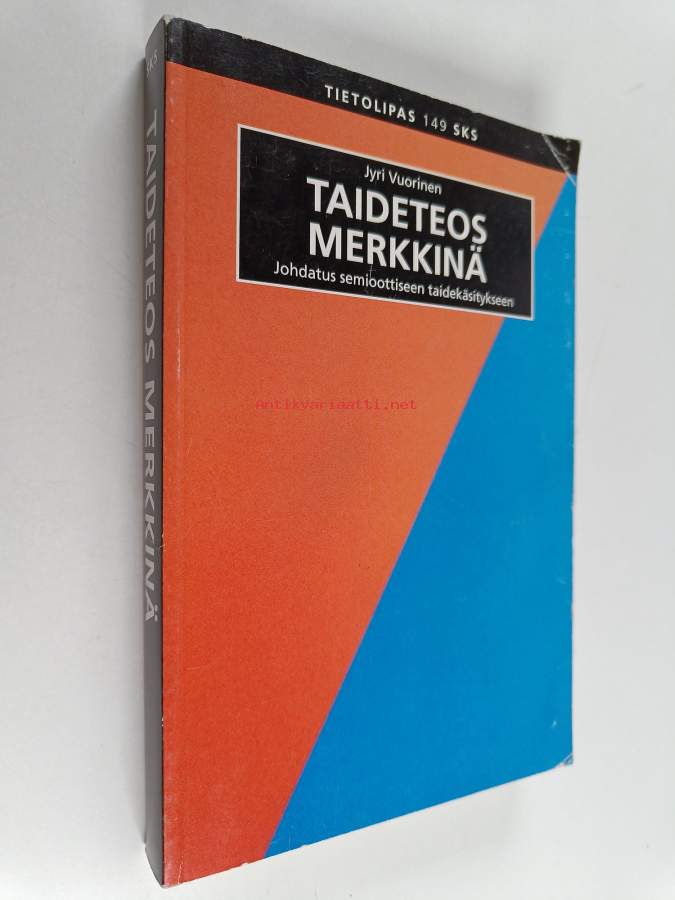 TIETOLIPAS 149 SKS
Jyri Vuorinen
TAIDETEOS
MERKKINÄ
Johdatus semioottiseen taidekäsitykseen
Antikvariaatti.net
SKS
TAIDETEOS MERKKINÄ